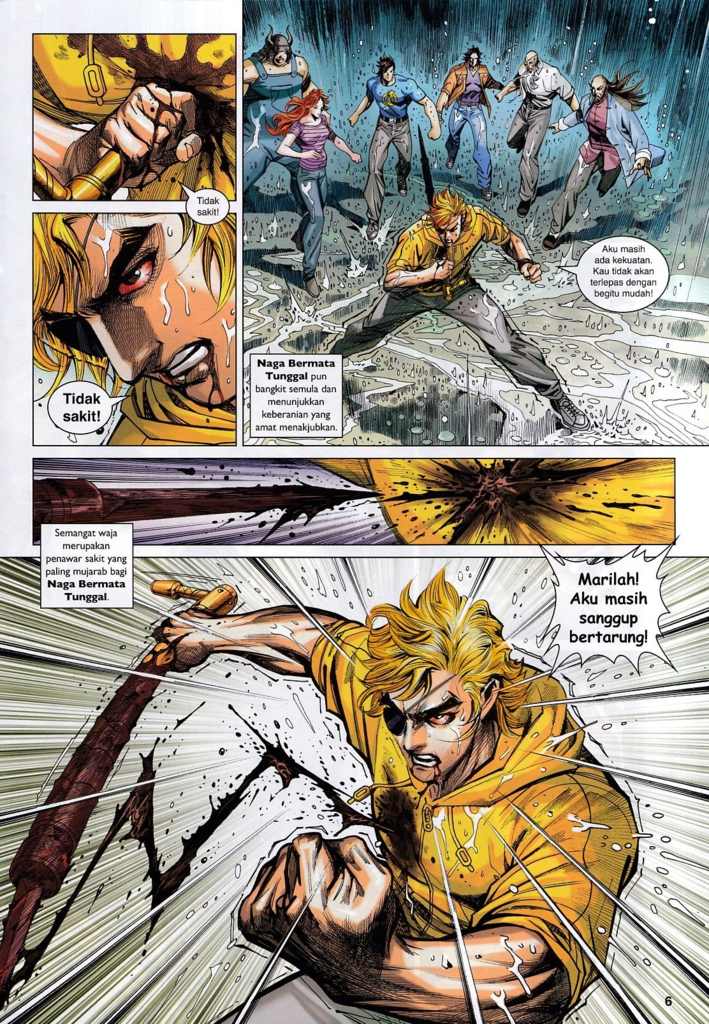 Tidak
sakit!
Tidak
sakit!
Aku masih
ada kekuatan.
Kau tidak akan
terlepas dengan
begitu mudah!
Naga Bermata
Tunggal pun
bangkit semula dan
menunjukkan
keberanian yang
amat menakjubkan.
Semangat waja
merupakan
penawar sakit yang
paling mujarab bagi
Naga Bermata
Tunggal.
Marilah!
Aku masih
sanggup
bertarung!
6